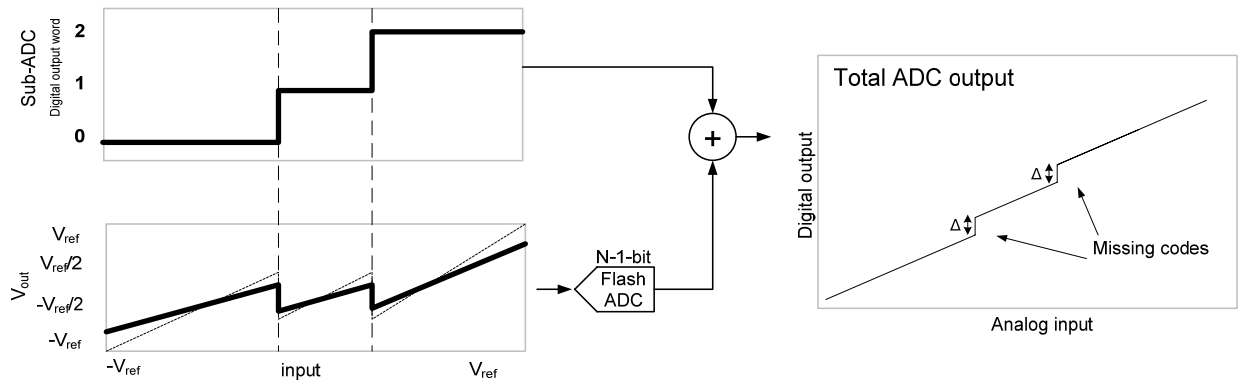 Sub-ADC
Digital output word
2
1
0
V_out
V_ref
V_ref/2
-V_ref/2
-V_ref
-V_ref
input
V_ref
N-1-bit
Flash
ADC
+
Total ADC output
Digital output
Δ
Δ
Missing codes
Analog input